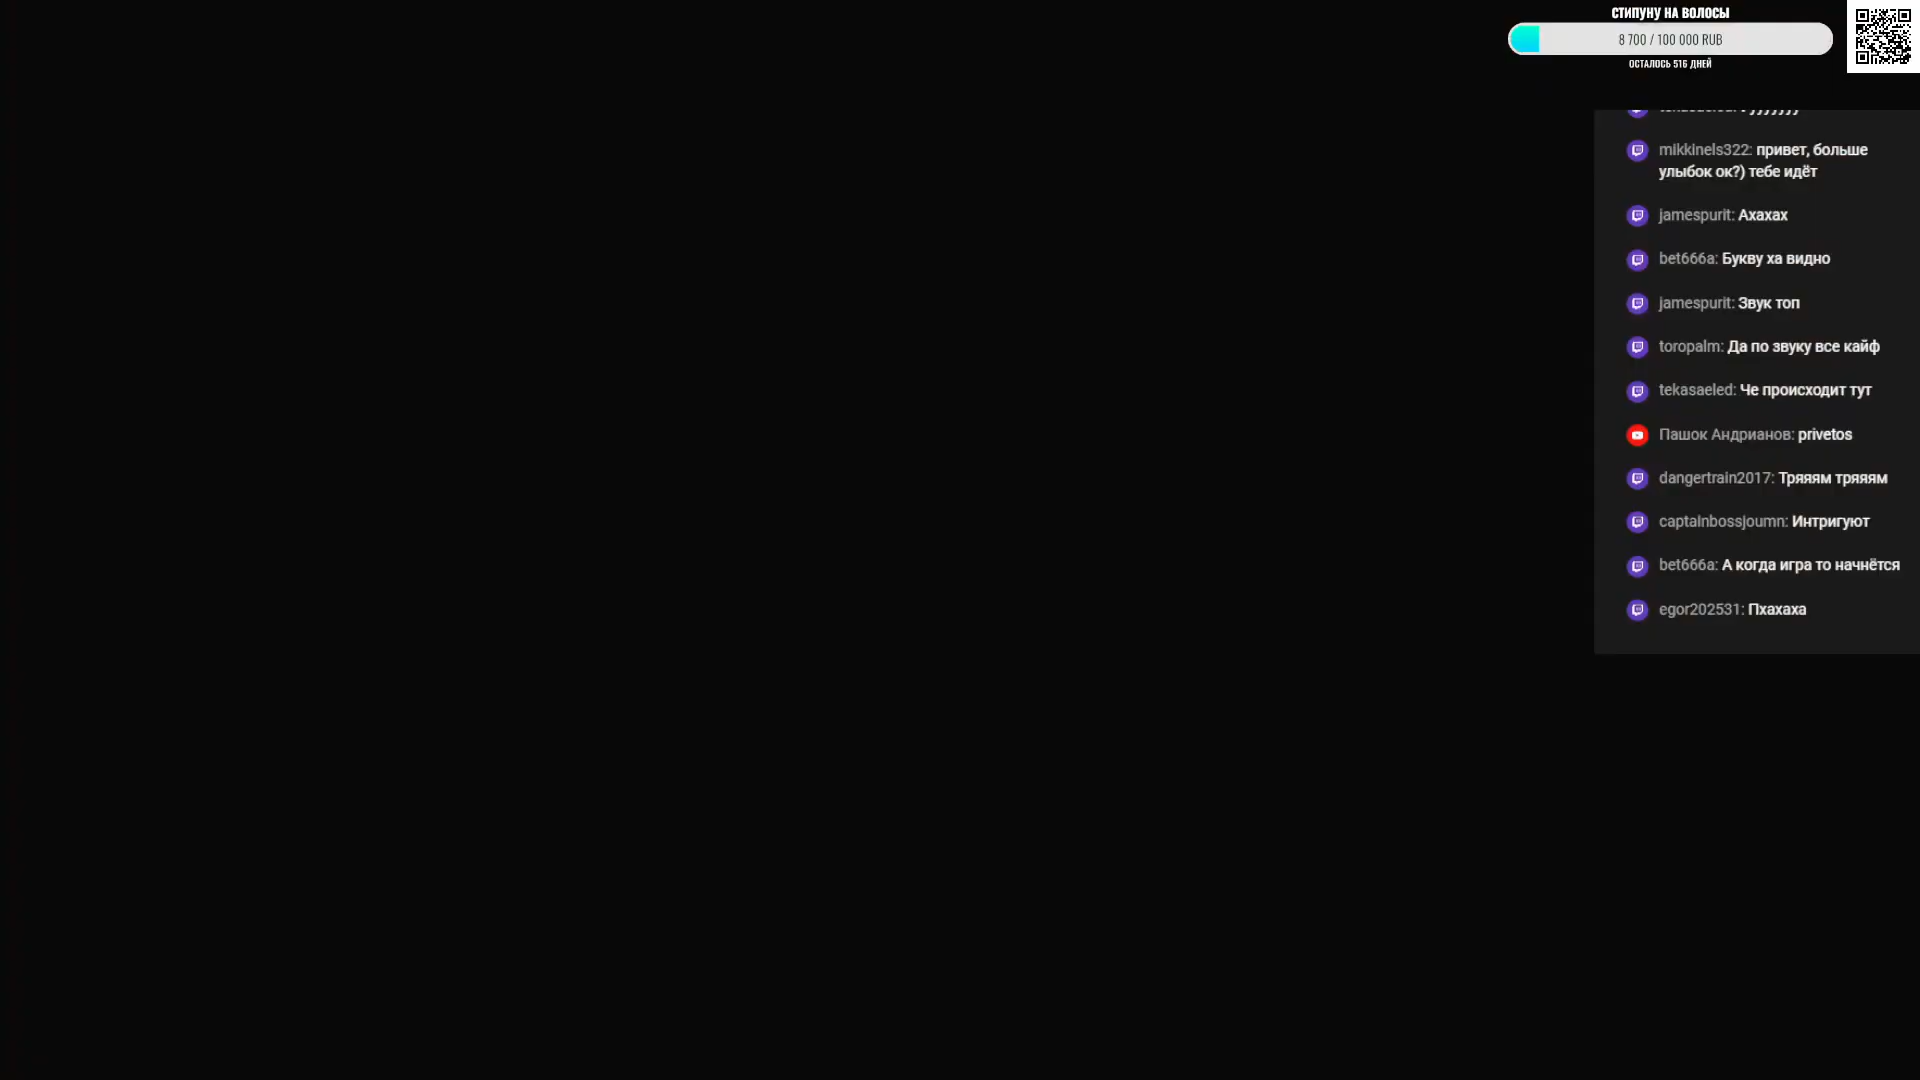 СТИПУНУ НА ВОЛОСЫ
8 700 / 100 000 RUB
ОСТАЛОСЬ 516 ДНЕЙ
mikkinels322: привет, больше
улыбок ок?) тебе идёт
jamespurit: Ахахах
bet666a: Букву ха видно
jamespurit: Звук топ
toropalm: Да по звуку все кайф
tekasaeled: Че происходит тут
Пашок Андрианов: privetos
dangertrain2017: Тряяям тряяям
captainbossjoumn: Интригуют
bet666a: А когда игра то начнётся
egor202531: Пхахаха